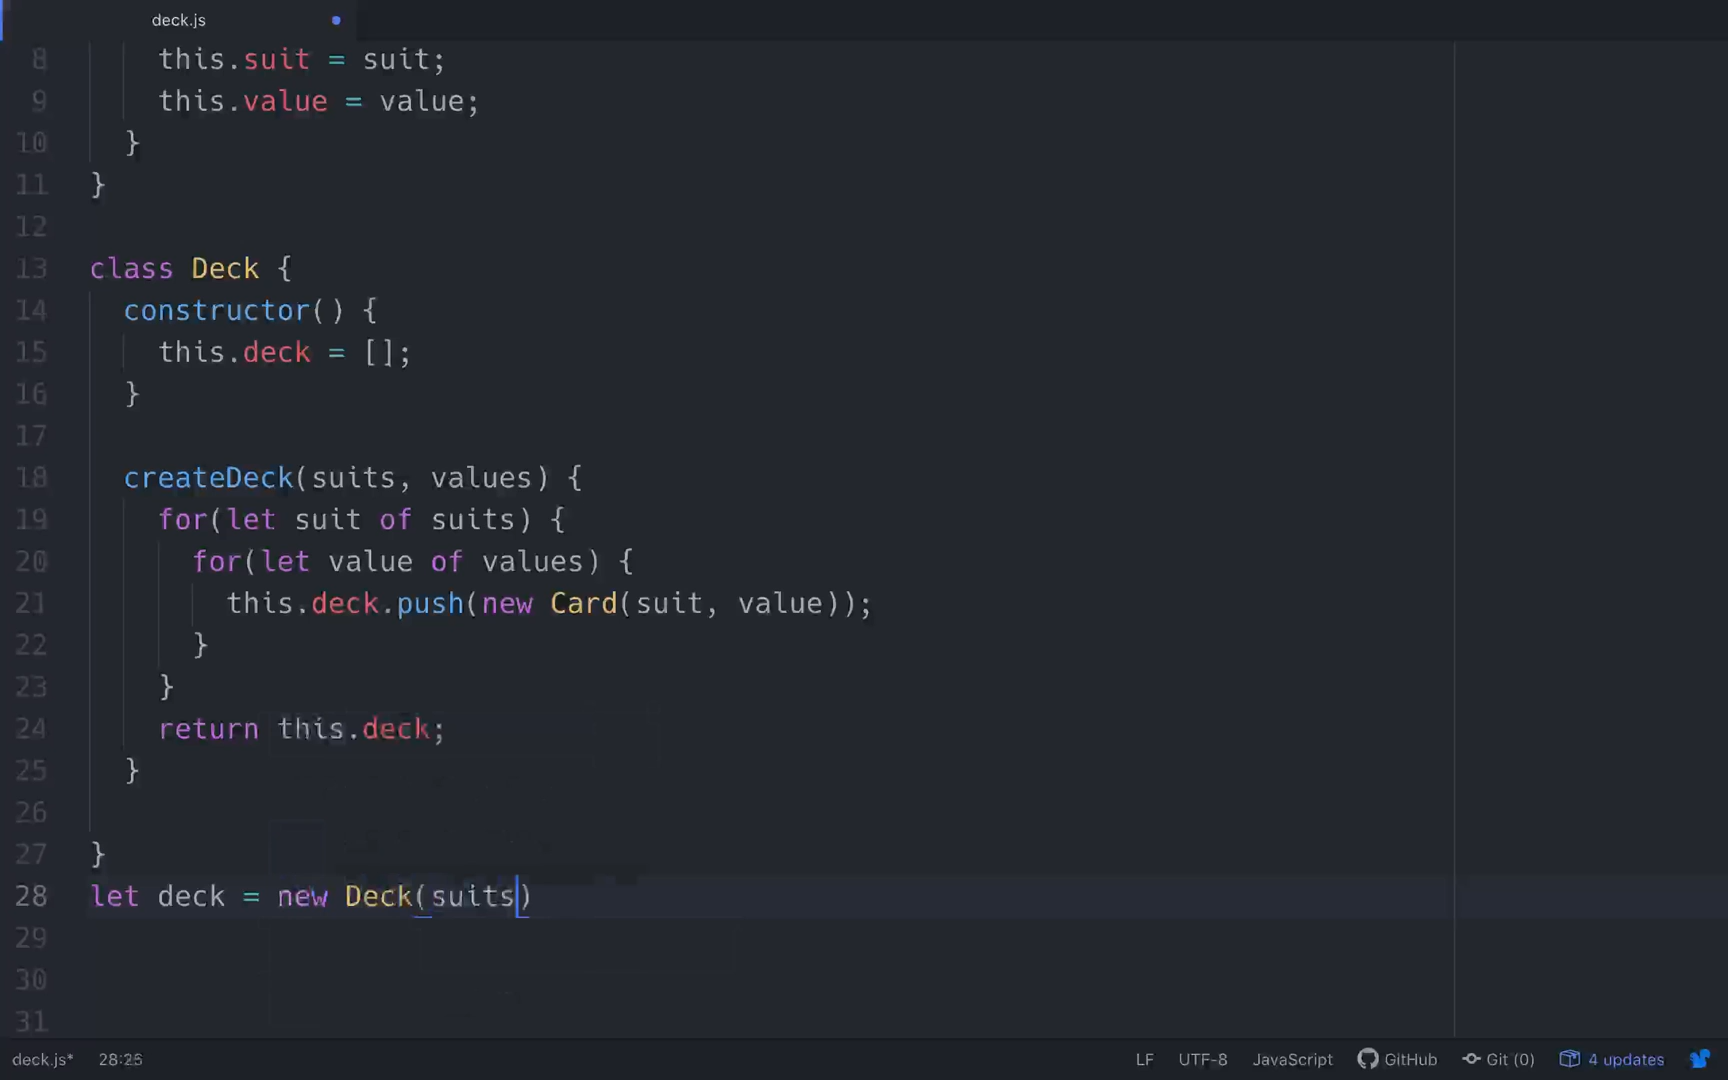 deck.js
8 this.suit = suit;
9 this.value = value;
10 }
11 }
12
13 class Deck {
14 constructor() {
15 this.deck = [];
16 }
17
18 createDeck(suits, values) {
19 for(let suit of suits) {
20 for(let value of values) {
21 this.deck.push(new Card(suit, value));
22 }
23 }
24 return this.deck;
25 }
26
27 }
28 let deck = new Deck(suits)
29
30
31
deck.js* LF UTF-8 JavaScript GitHub Git (0) 4 updates